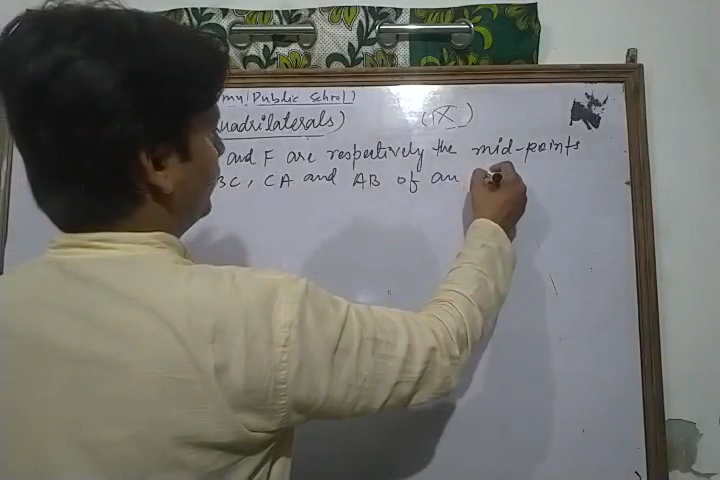 my Public School
uadrilaterals) (IX)
and F are respectively the mid-points
BC, CA and AB of an